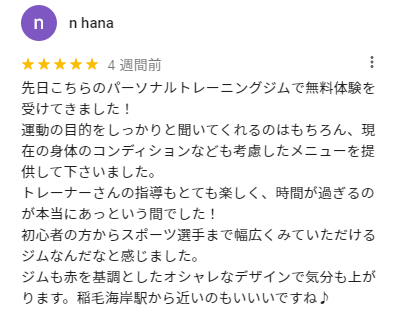 n
n hana
★★★★★ 4 週間前
先日こちらのパーソナルトレーニングジムで無料体験を
受けてきました！
運動の目的をしっかりと聞いてくれるのはもちろん、現
在の身体のコンディションなども考慮したメニューを提
供して下さいました。
トレーナーさんの指導もとても楽しく、時間が過ぎるの
が本当にあっという間でした！
初心者の方からスポーツ選手まで幅広くみていただける
ジムなんだなと感じました。
ジムも赤を基調としたオシャレなデザインで気分も上が
ります。稲毛海岸駅から近いのもいいいですね♪